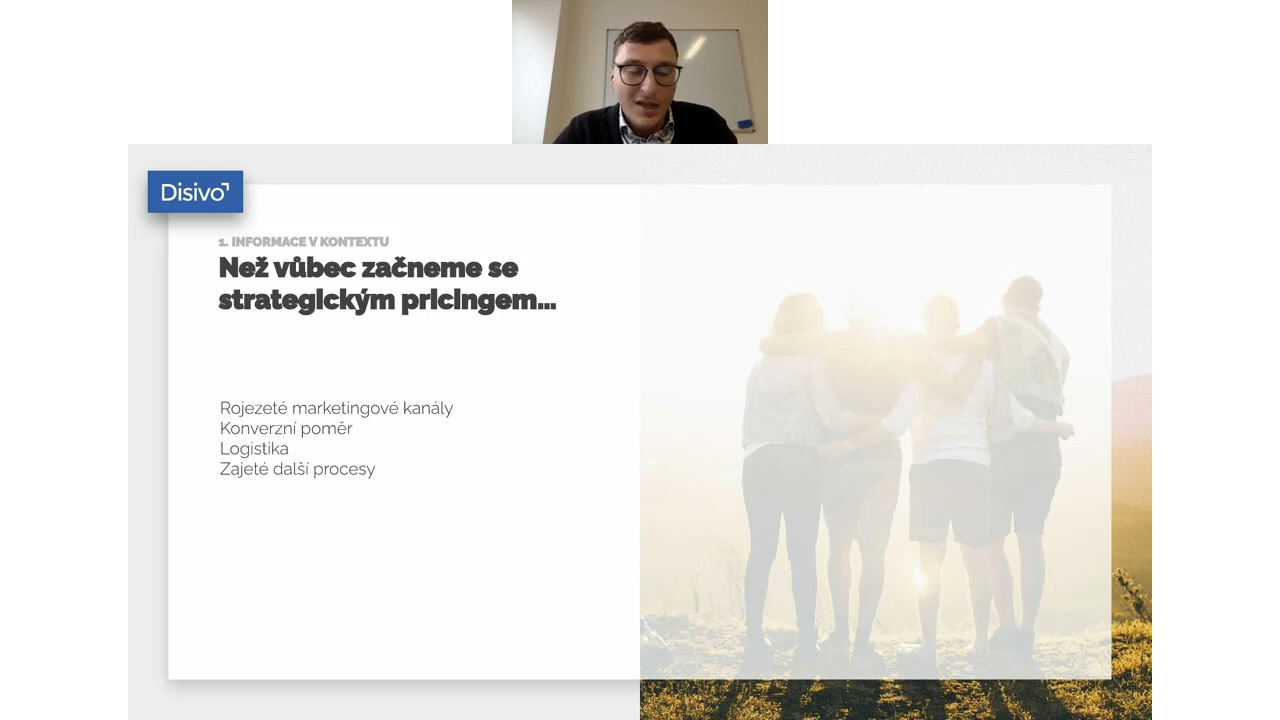 Disivo
1. INFORMACE V KONTEXTU
Než vůbec začneme se
strategickým pricingem...
Rojezeté marketingové kanály
Konverzní poměr
Logistika
Zajeté další procesy